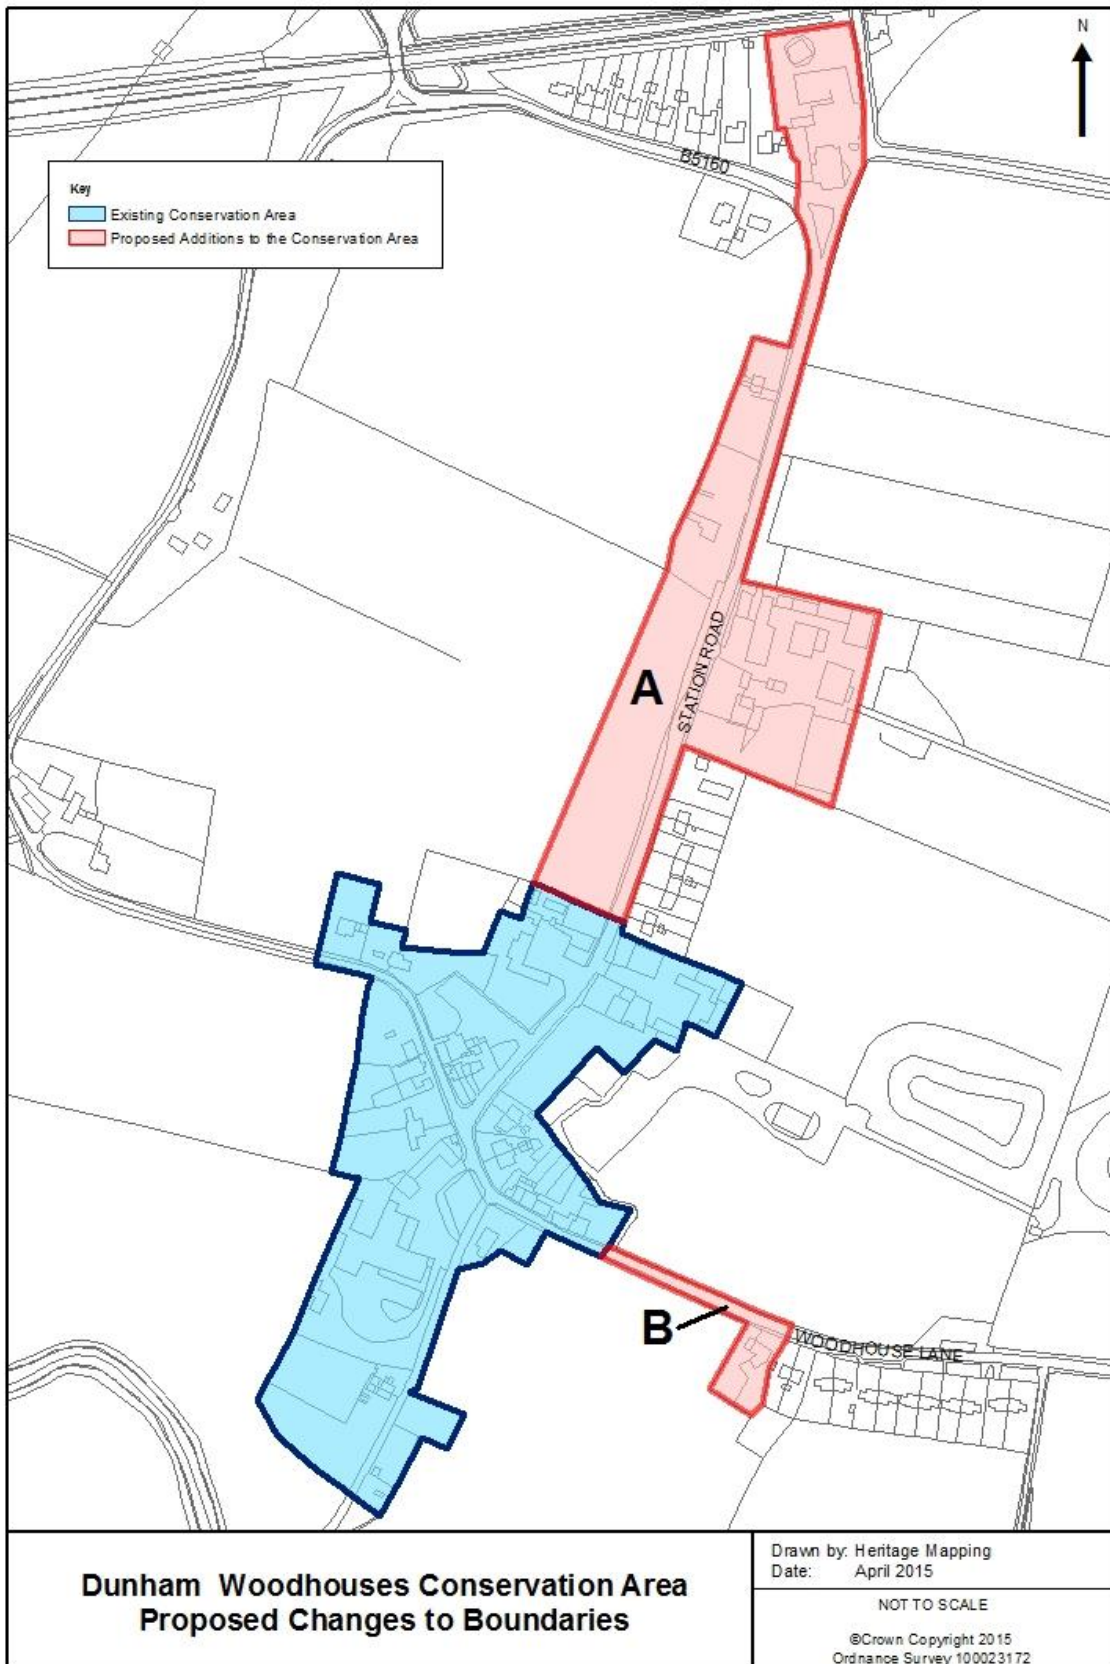 N
B5160
Key
Existing Conservation Area
Proposed Additions to the Conservation Area
A
STATION ROAD
B
WOODHOUSE LANE
Dunham Woodhouses Conservation Area
Proposed Changes to Boundaries
Drawn by: Heritage Mapping
Date: April 2015
NOT TO SCALE
©Crown Copyright 2015
Ordnance Survey 100023172